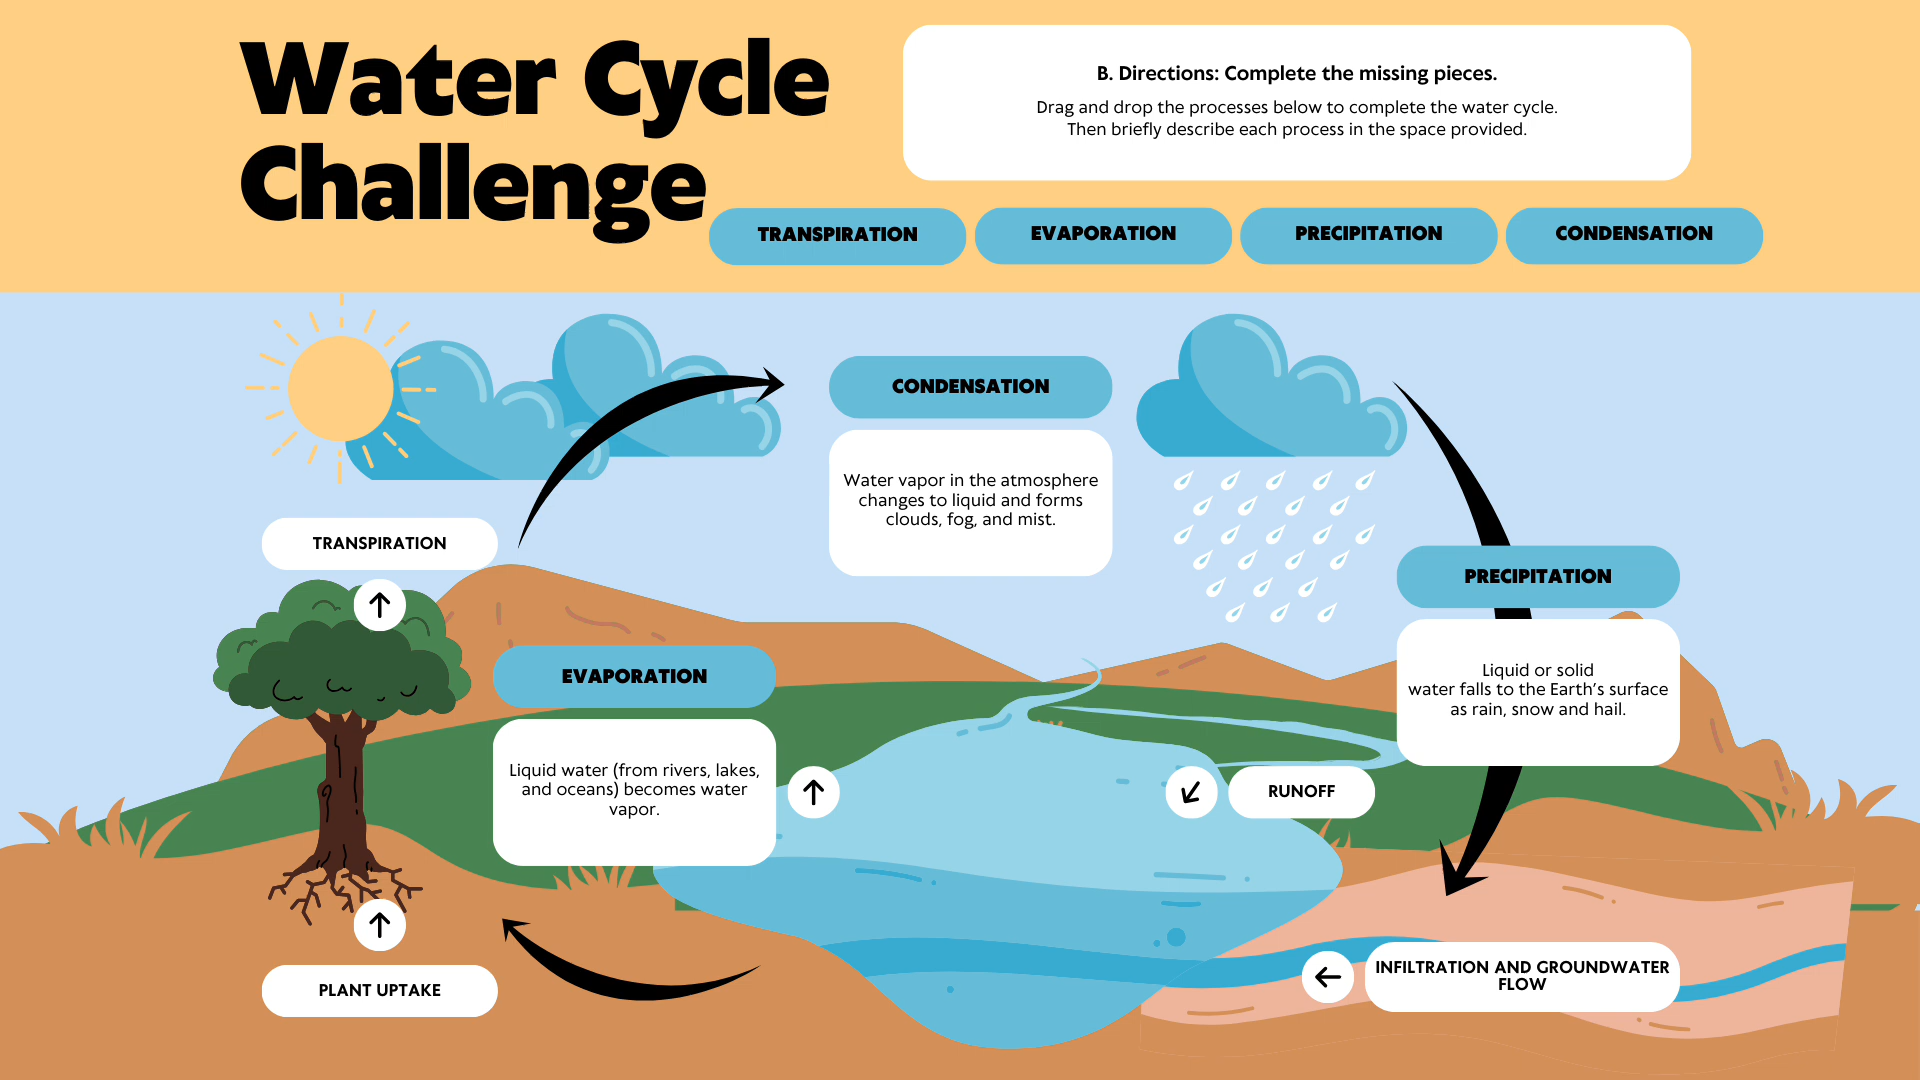 Water Cycle
Challenge
B. Directions: Complete the missing pieces.
Drag and drop the processes below to complete the water cycle.
Then briefly describe each process in the space provided.
TRANSPIRATION
EVAPORATION
PRECIPITATION
CONDENSATION
CONDENSATION
Water vapor in the atmosphere
changes to liquid and forms
clouds, fog, and mist.
TRANSPIRATION
PRECIPITATION
Liquid or solid
water falls to the Earth's surface
as rain, snow and hail.
EVAPORATION
Liquid water (from rivers, lakes,
and oceans) becomes water
vapor.
RUNOFF
INFILTRATION AND GROUNDWATER
FLOW
PLANT UPTAKE